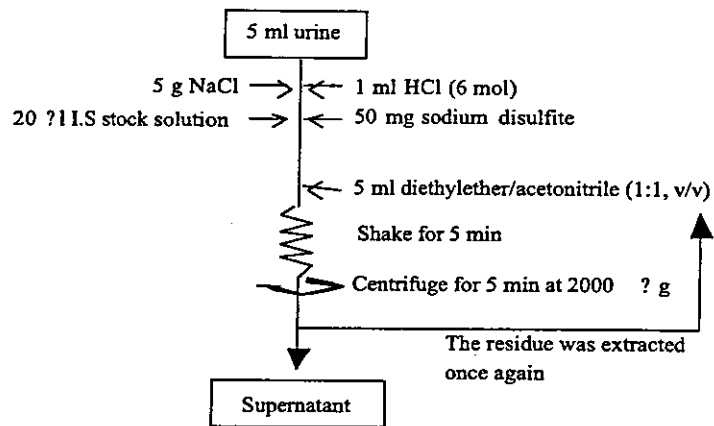 5 ml urine
5 g NaCl
1 ml HCl (6 mol)
20 ?l I.S stock solution
50 mg sodium disulfite
5 ml diethylether/acetonitrile (1:1, v/v)
Shake for 5 min
Centrifuge for 5 min at 2000 ? g
The residue was extracted
once again
Supernatant